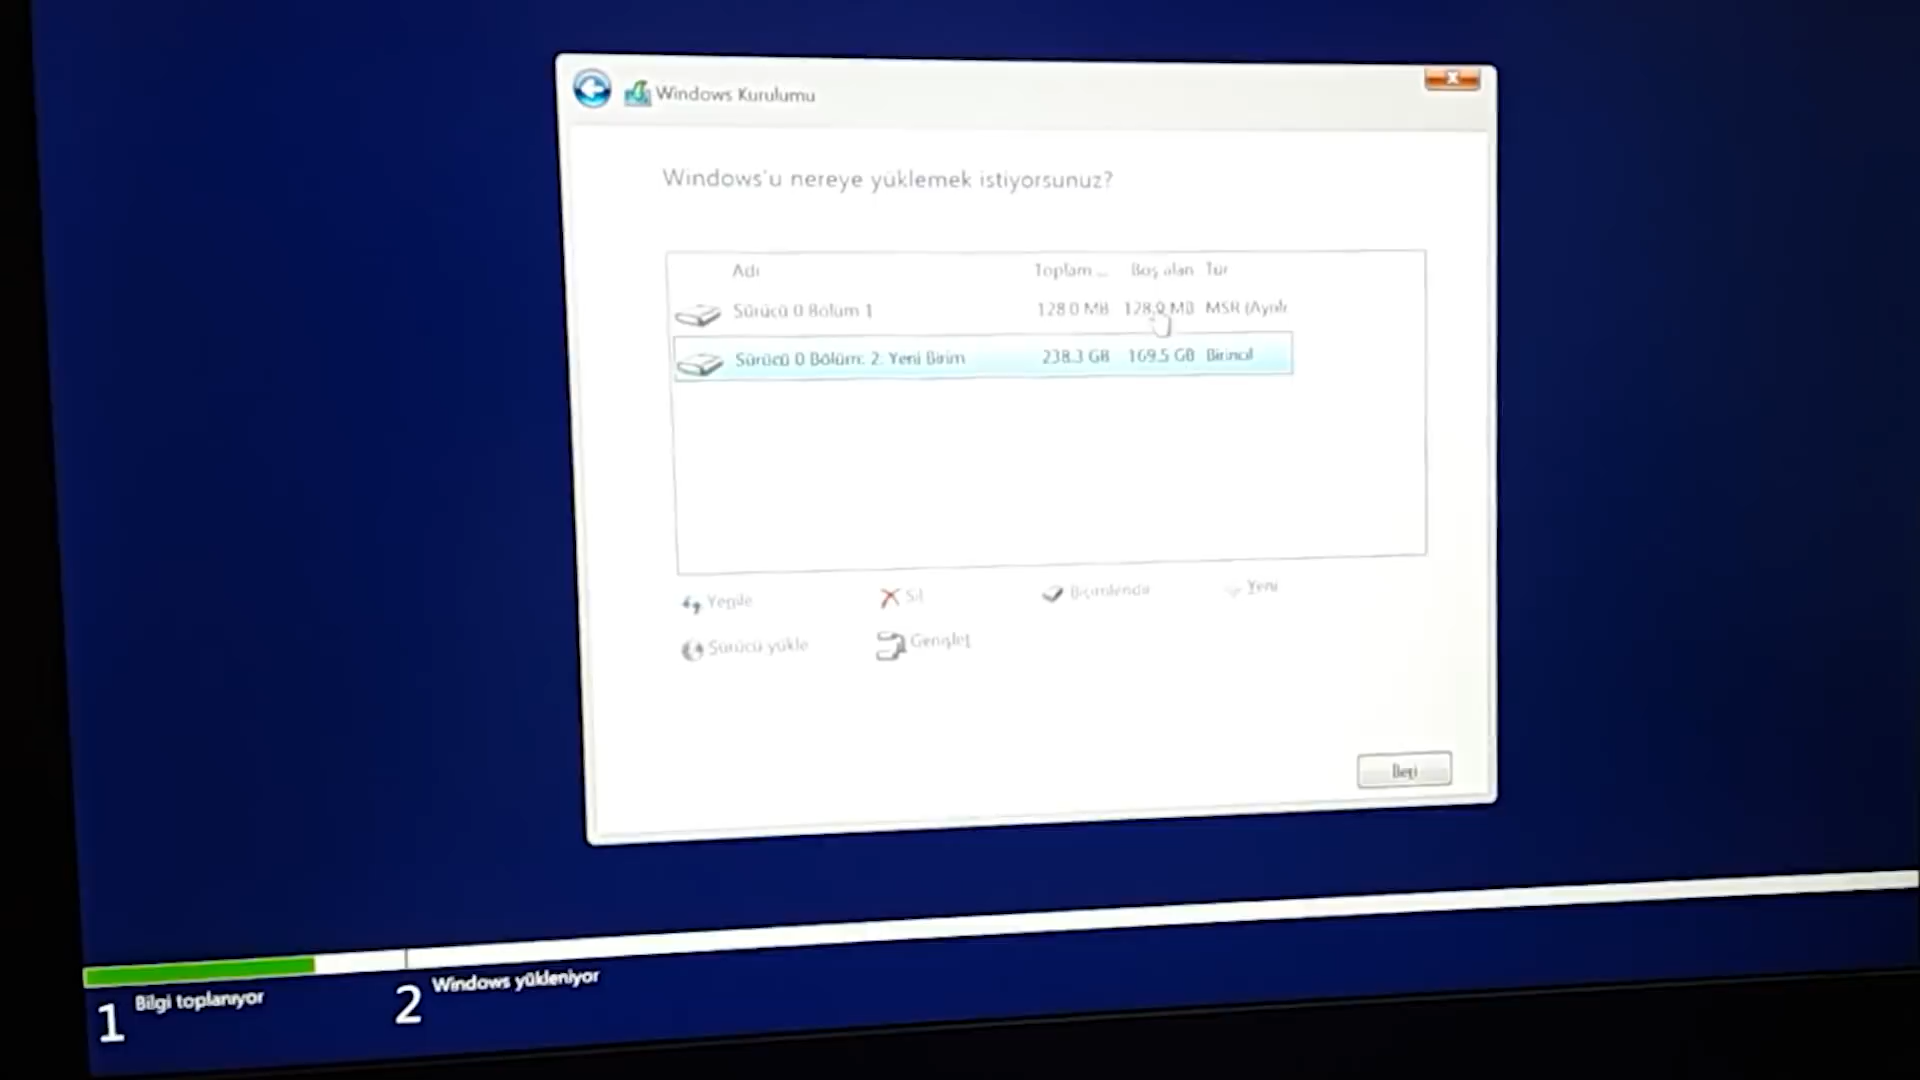 Windows Kurulumu
Windows'u nereye yüklemek istiyorsunuz?
Adı Toplam ... Boş alan Tür
Sürücü 0 Bölüm 1 128.0 MB 128.0 MB MSR (Ayrılr
Sürücü 0 Bölüm: 2: Yeni Birim 238.3 GB 169.5 GB Birincil
Yenile Sil Biçimlendir Yeni
Sürücü yükle Genişlet
İleri
1 Bilgi toplanıyor 2 Windows yükleniyor